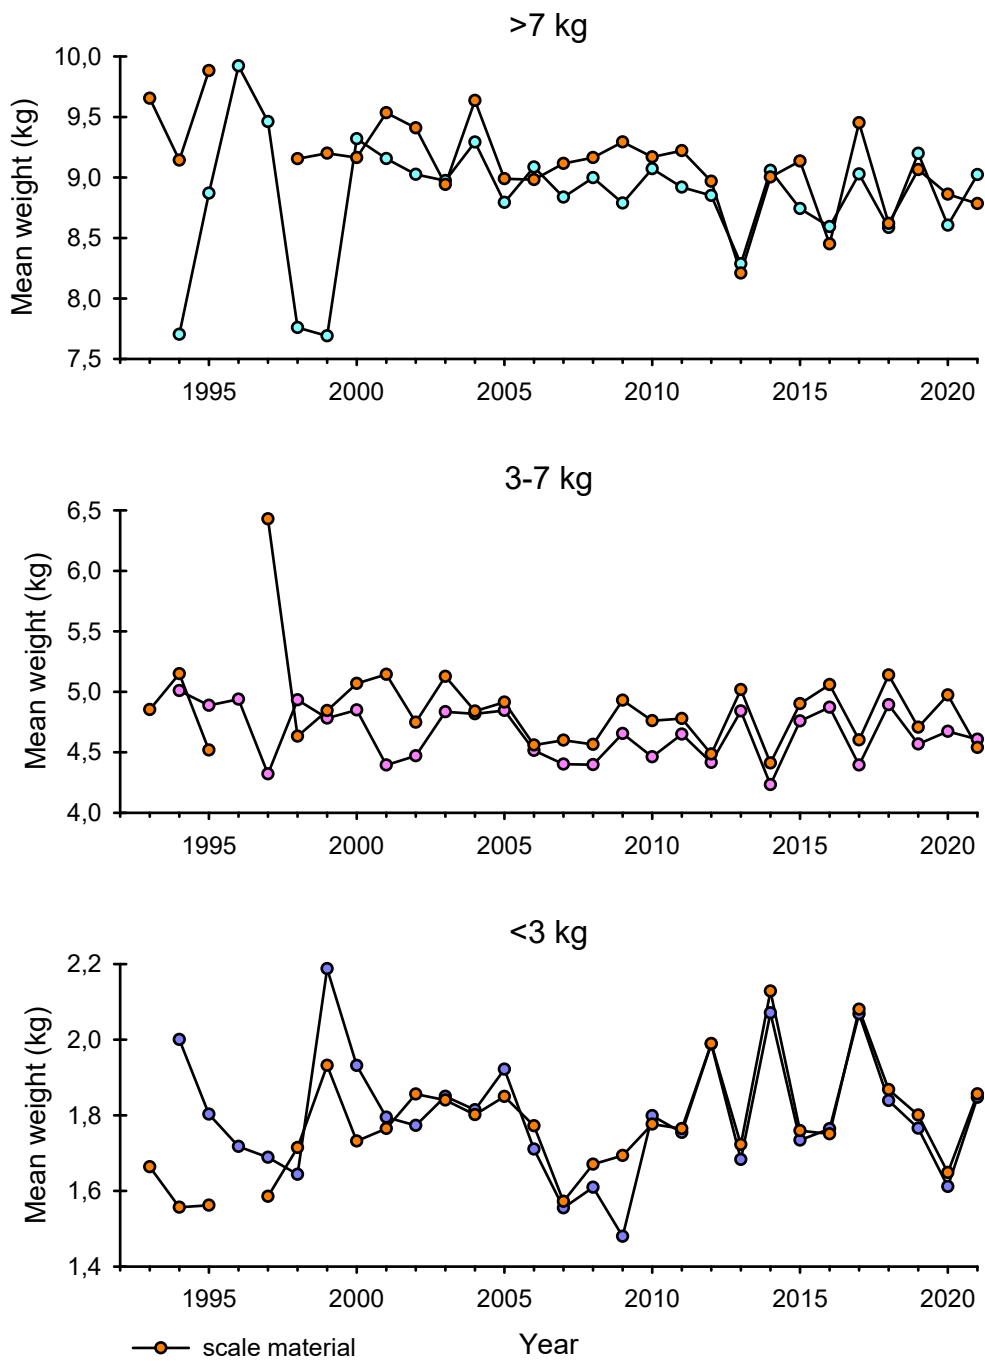 >7 kg
Mean weight (kg)
10,0
9,5
9,0
8,5
8,0
7,5
1995 2000 2005 2010 2015 2020
3-7 kg
Mean weight (kg)
6,5
6,0
5,5
5,0
4,5
4,0
1995 2000 2005 2010 2015 2020
<3 kg
Mean weight (kg)
2,2
2,0
1,8
1,6
1,4
1995 2000 2005 2010 2015 2020
scale material Year